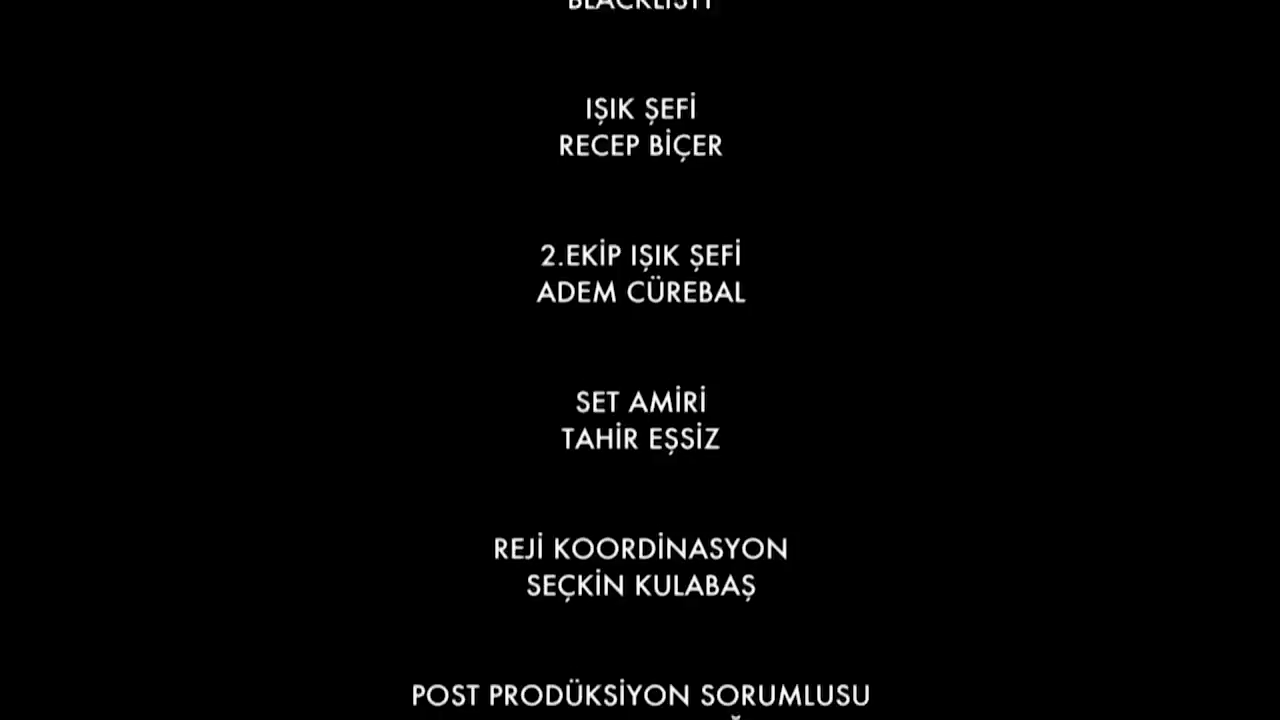 IŞIK ŞEFİ
RECEP BİÇER
2.EKİP IŞIK ŞEFİ
ADEM CÜREBAL
SET AMİRİ
TAHİR EŞSİZ
REJİ KOORDİNASYON
SEÇKİN KULABAŞ
POST PRODÜKSİYON SORUMLUSU